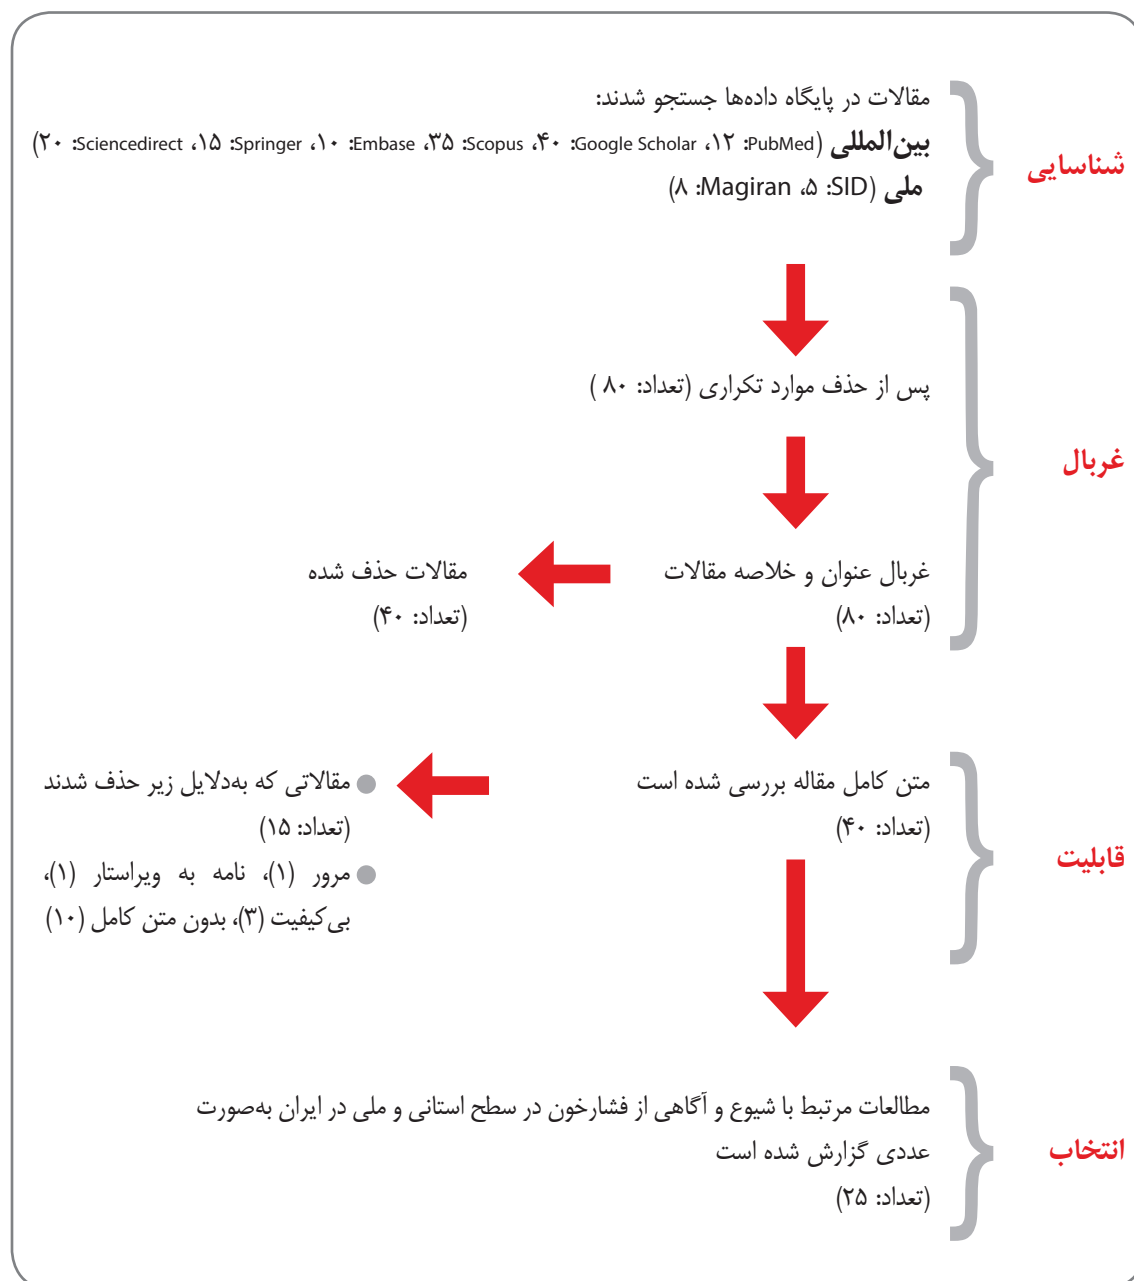 شناسایی
مقالات در پایگاه داده‌ها جستجو شدند:
بین‌المللی (PubMed: ۱۲، Google Scholar: ۴۰، Scopus: ۳۵، Embase: ۱۰، Springer: ۱۵، Sciencedirect: ۲۰)
ملی (SID: ۵، Magiran: ۸)
غربال
پس از حذف موارد تکراری (تعداد: ۸۰ )
غربال عنوان و خلاصه مقالات
(تعداد: ۸۰)
مقالات حذف شده
(تعداد: ۴۰)
قابلیت
متن کامل مقاله بررسی شده است
(تعداد: ۴۰)
● مقالاتی که به‌دلایل زیر حذف شدند
(تعداد: ۱۵)
● مرور (۱)، نامه به ویراستار (۱)،
بی‌کیفیت (۳)، بدون متن کامل (۱۰)
انتخاب
مطالعات مرتبط با شیوع و آگاهی از فشارخون در سطح استانی و ملی در ایران به‌صورت
عددی گزارش شده است
(تعداد: ۲۵)